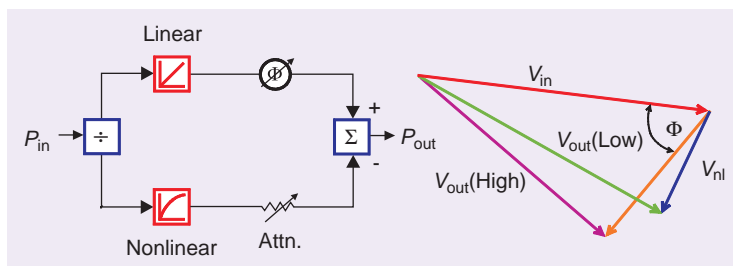 Linear
Φ
+
P_in
÷
Σ
P_out
-
Nonlinear
Attn.
V_in
Φ
V_out(Low)
V_nl
V_out(High)